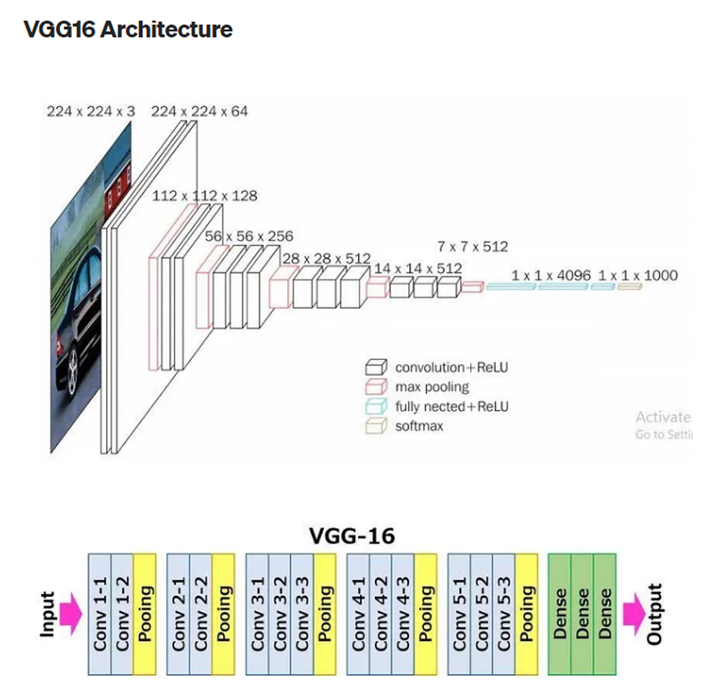 VGG16 Architecture
224 x 224 x 3 224 x 224 x 64
112 x 112 x 128
56 x 56 x 256
28 x 28 x 512
14 x 14 x 512
7 x 7 x 512
1 x 1 x 4096 1 x 1 x 1000
convolution+ReLU
max pooling
fully nected+ReLU
softmax
Activate
Go to Setti
VGG-16
Input
Conv 1-1
Conv 1-2
Pooing
Conv 2-1
Conv 2-2
Pooing
Conv 3-1
Conv 3-2
Conv 3-3
Pooing
Conv 4-1
Conv 4-2
Conv 4-3
Pooing
Conv 5-1
Conv 5-2
Conv 5-3
Pooing
Dense
Dense
Dense
Output